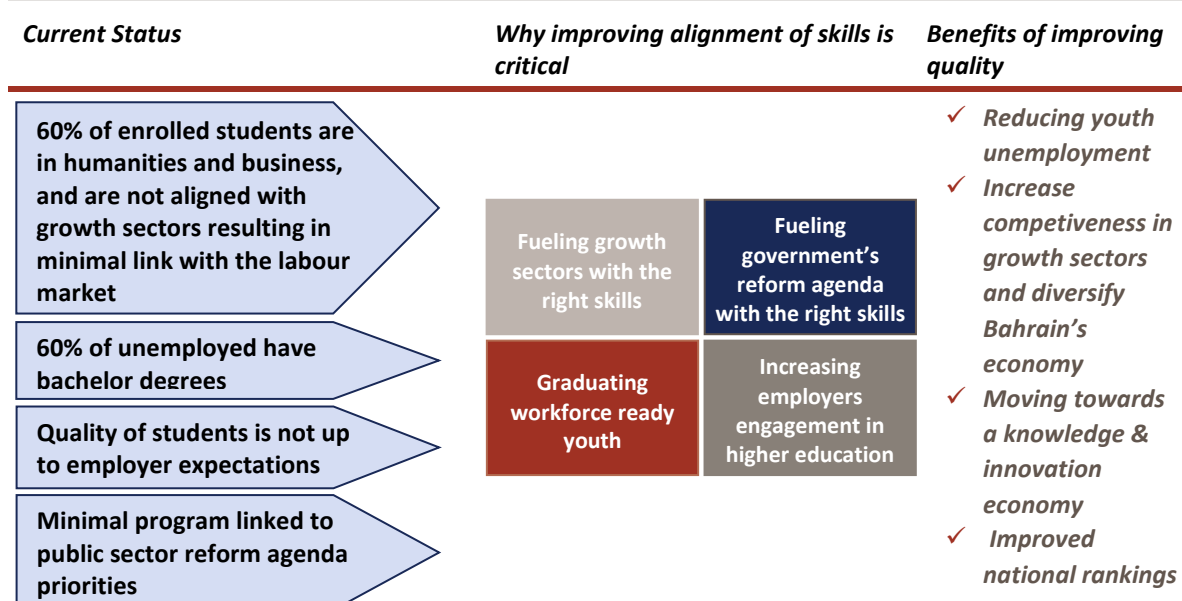 Current Status
Why improving alignment of skills is
critical
Benefits of improving
quality
60% of enrolled students are
in humanities and business,
and are not aligned with
growth sectors resulting in
minimal link with the labour
market
60% of unemployed have
bachelor degrees
Quality of students is not up
to employer expectations
Minimal program linked to
public sector reform agenda
priorities
Fueling growth
sectors with the
right skills
Fueling
government’s
reform agenda
with the right skills
Graduating
workforce ready
youth
Increasing
employers
engagement in
higher education
✓ Reducing youth
unemployment
✓ Increase
competiveness in
growth sectors
and diversify
Bahrain’s
economy
✓ Moving towards
a knowledge &
innovation
economy
✓ Improved
national rankings